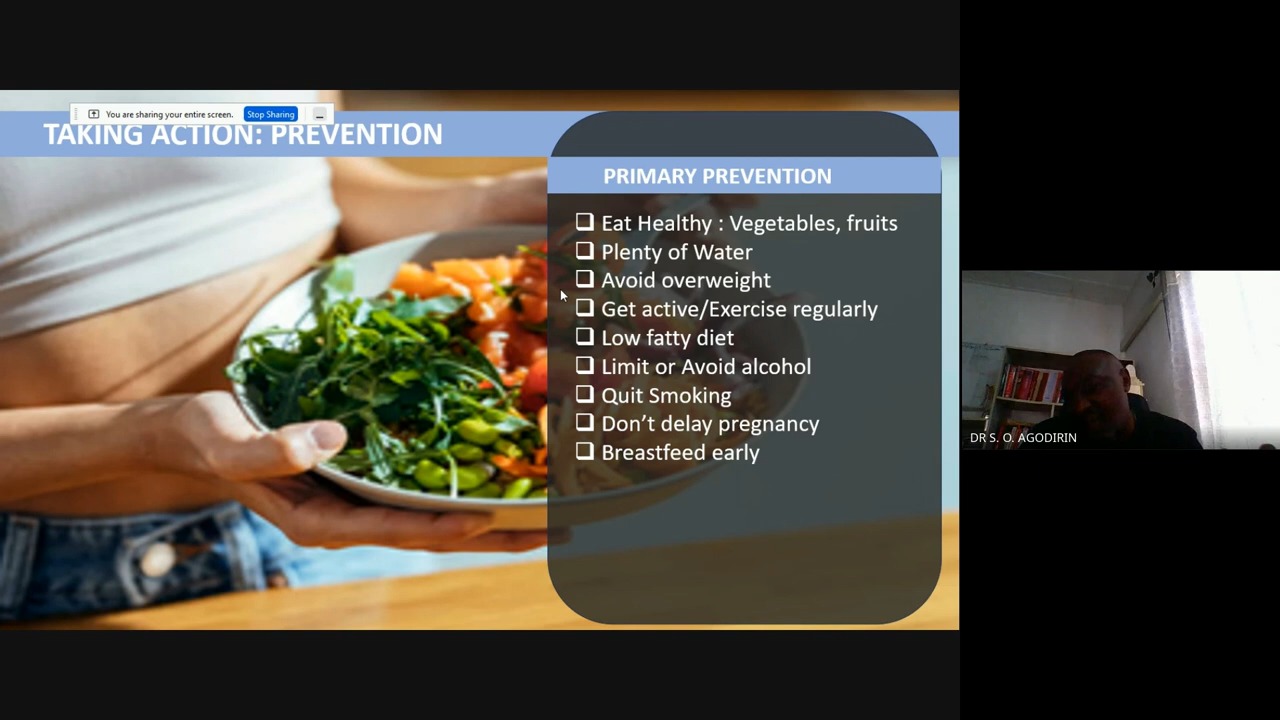 You are sharing your entire screen. Stop Sharing
TAKING ACTION: PREVENTION
PRIMARY PREVENTION
Eat Healthy : Vegetables, fruits
Plenty of Water
Avoid overweight
Get active/Exercise regularly
Low fatty diet
Limit or Avoid alcohol
Quit Smoking
Don’t delay pregnancy
Breastfeed early
DR S. O. AGODIRIN